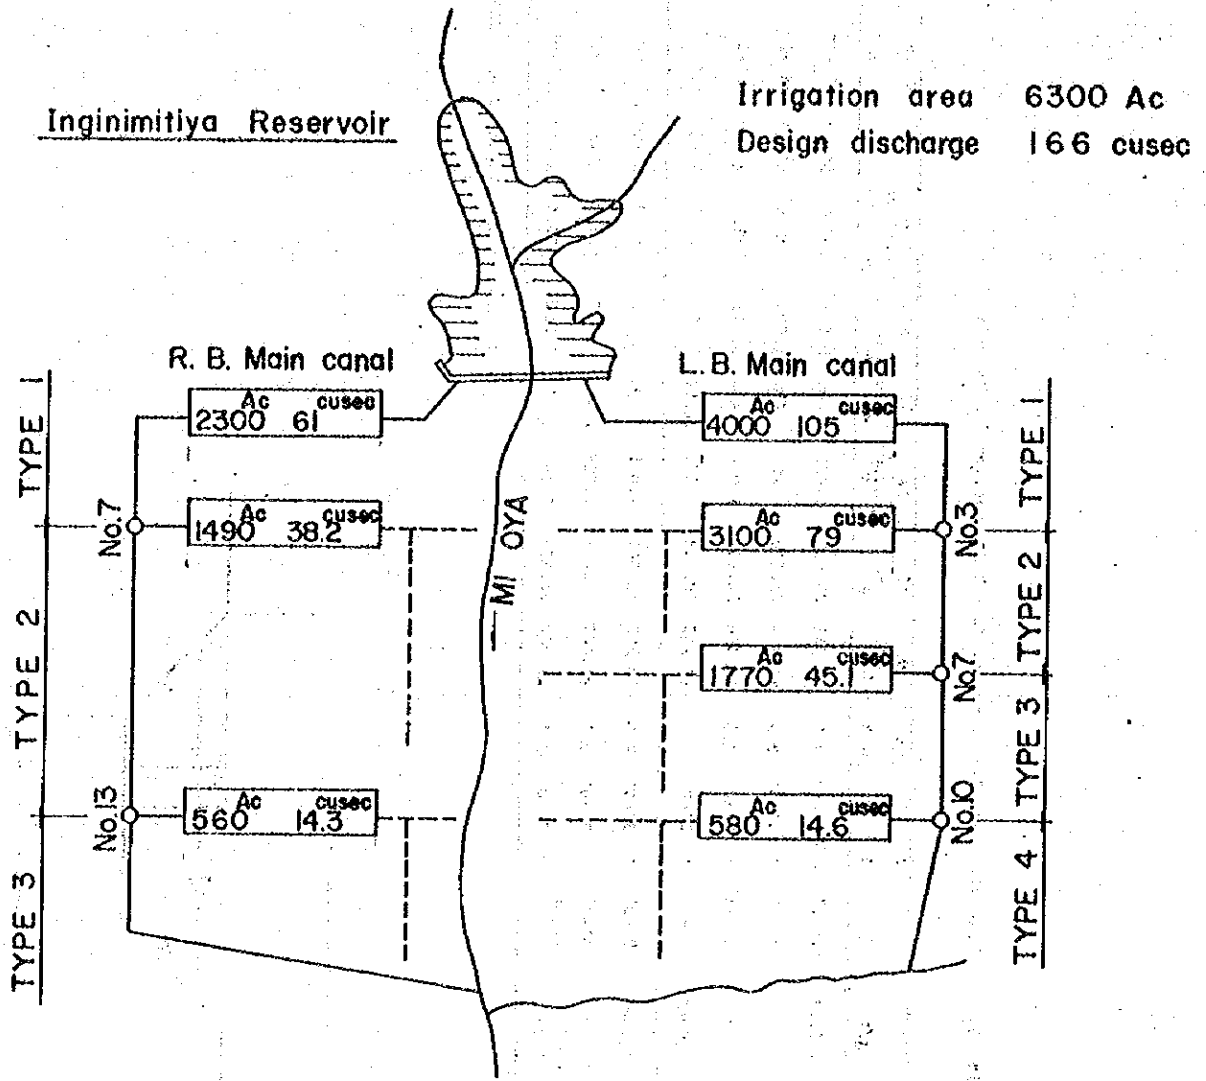 Inginimitiya Reservoir
Irrigation area 6300 Ac
Design discharge 166 cusec
R. B. Main canal
L. B. Main canal
TYPE 1
Ac cusec
2300 61
Ac cusec
4000 105
TYPE 1
No.7
Ac cusec
1490 38.2
MI OYA
Ac cusec
3100 79
No.3
TYPE 2
TYPE 2
Ac cusec
1770 45.1
No.7
TYPE 3
No.13
Ac cusec
560 14.3
Ac cusec
580 14.6
No.10
TYPE 3
TYPE 4